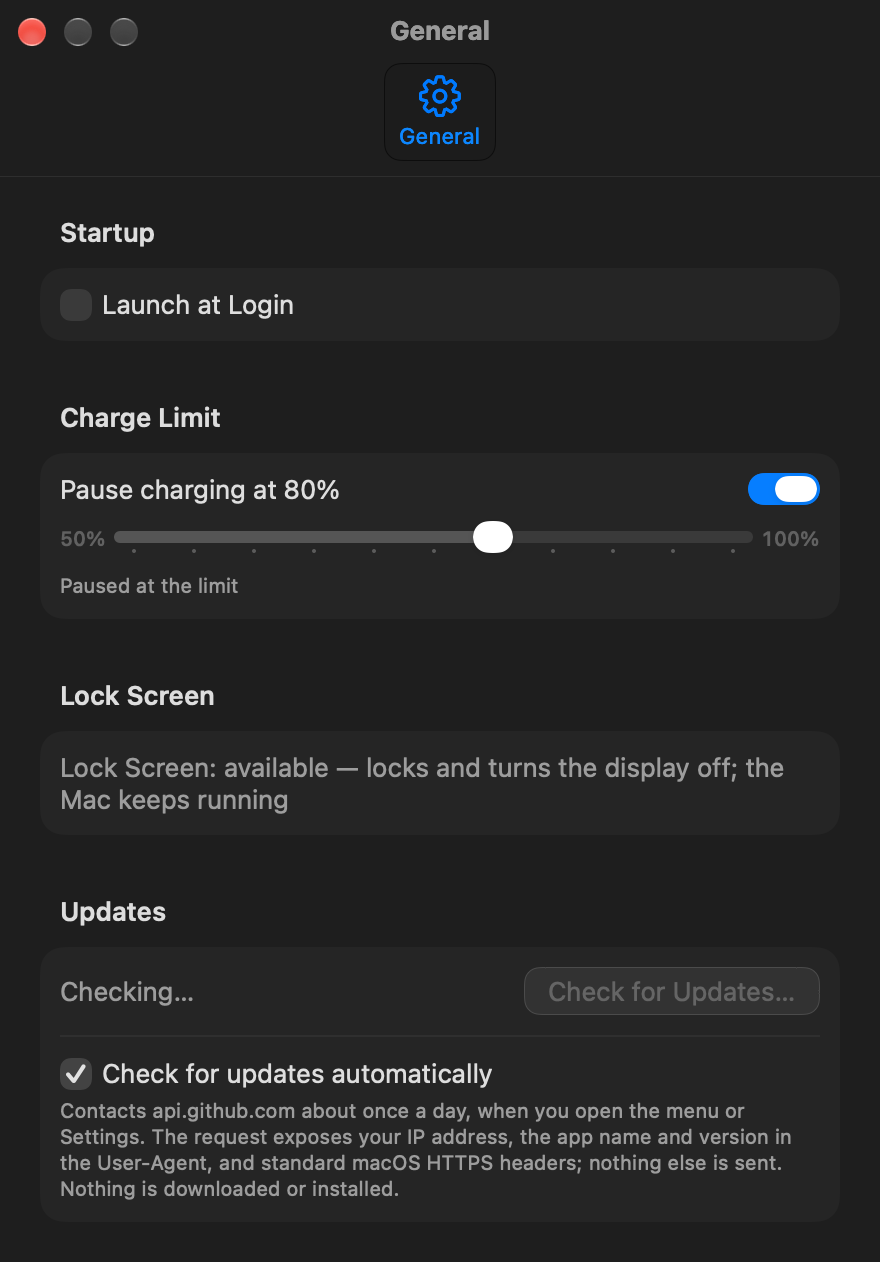 General
General
Startup
Launch at Login
Charge Limit
Pause charging at 80%
50%
100%
Paused at the limit
Lock Screen
Lock Screen: available — locks and turns the display off; the
Mac keeps running
Updates
Checking...
Check for Updates...
Check for updates automatically
Contacts api.github.com about once a day, when you open the menu or
Settings. The request exposes your IP address, the app name and version in
the User-Agent, and standard macOS HTTPS headers; nothing else is sent.
Nothing is downloaded or installed.